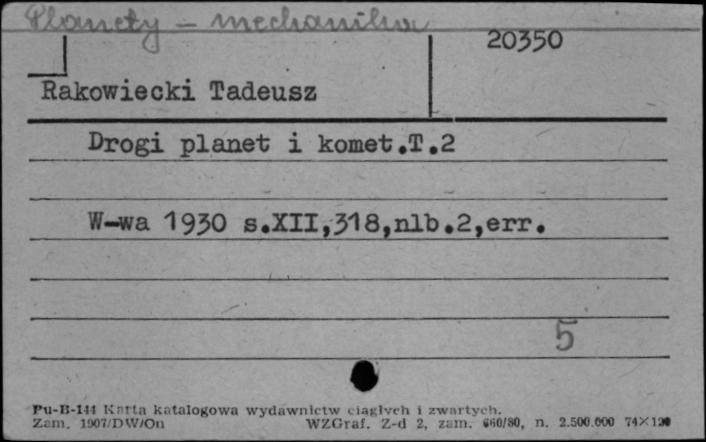 Planety – mechanika
20350
Rakowiecki Tadeusz
Drogi planet i komet.T.2
W-wa 1930 s.XII,318,nlb.2,err.
5
Pu-B-144 Karta katalogowa wydawnictw ciągłych i zwartych.
Zam. 1907/DW/On WZGraf. Z-d 2, zam. 660/80, n. 2.500.000 74×120